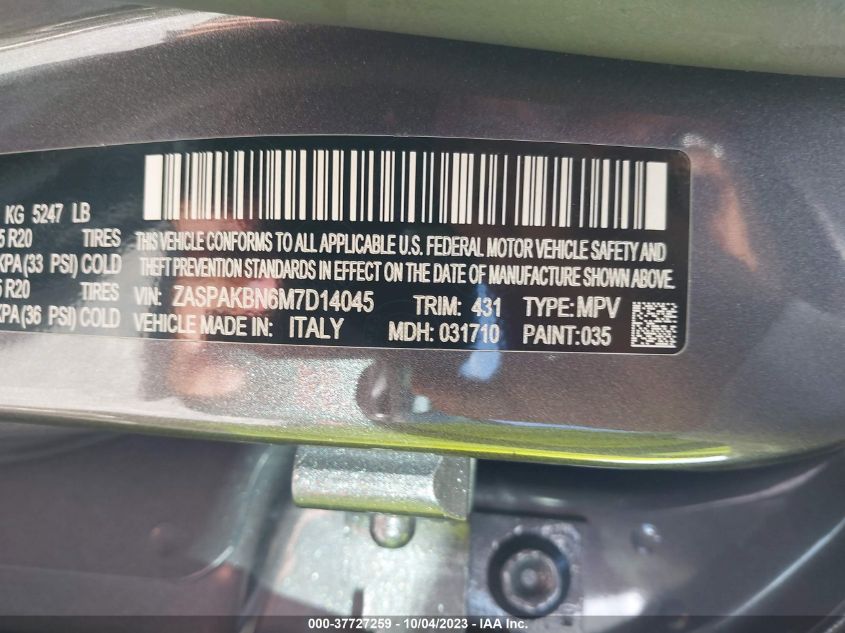 KG 5247 LB
5 R20 TIRES
KPA(33 PSI) COLD
5 R20 TIRES
KPA(36 PSI) COLD
THIS VEHICLE CONFORMS TO ALL APPLICABLE U.S. FEDERAL MOTOR VEHICLE SAFETY AND
THEFT PREVENTION STANDARDS IN EFFECT ON THE DATE OF MANUFACTURE SHOWN ABOVE.
VIN: ZASPAKBN6M7D14045 TRIM: 431 TYPE: MPV
VEHICLE MADE IN: ITALY MDH: 031710 PAINT:035
000-37727259 - 10/04/2023 - IAA Inc.